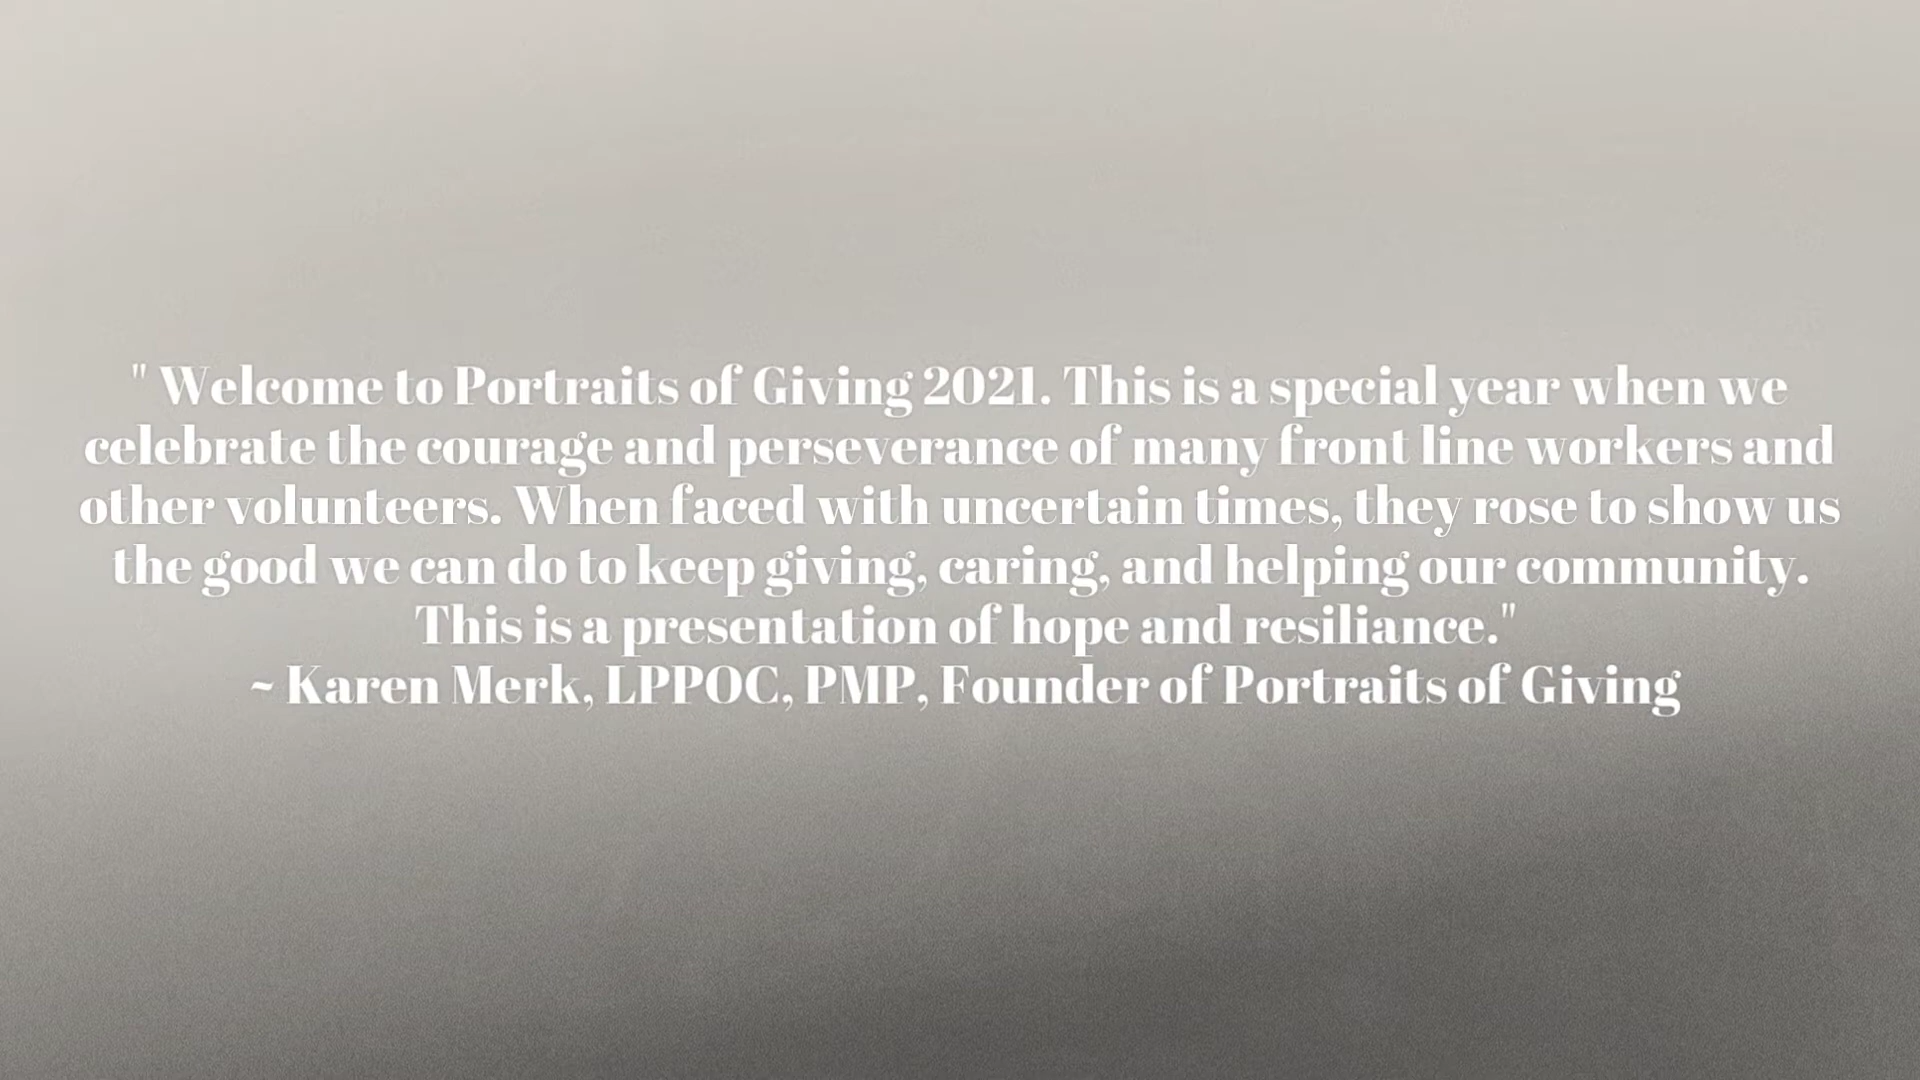 " Welcome to Portraits of Giving 2021. This is a special year when we
celebrate the courage and perseverance of many front line workers and
other volunteers. When faced with uncertain times, they rose to show us
the good we can do to keep giving, caring, and helping our community.
This is a presentation of hope and resiliance."
~ Karen Merk, LPPOC, PMP, Founder of Portraits of Giving